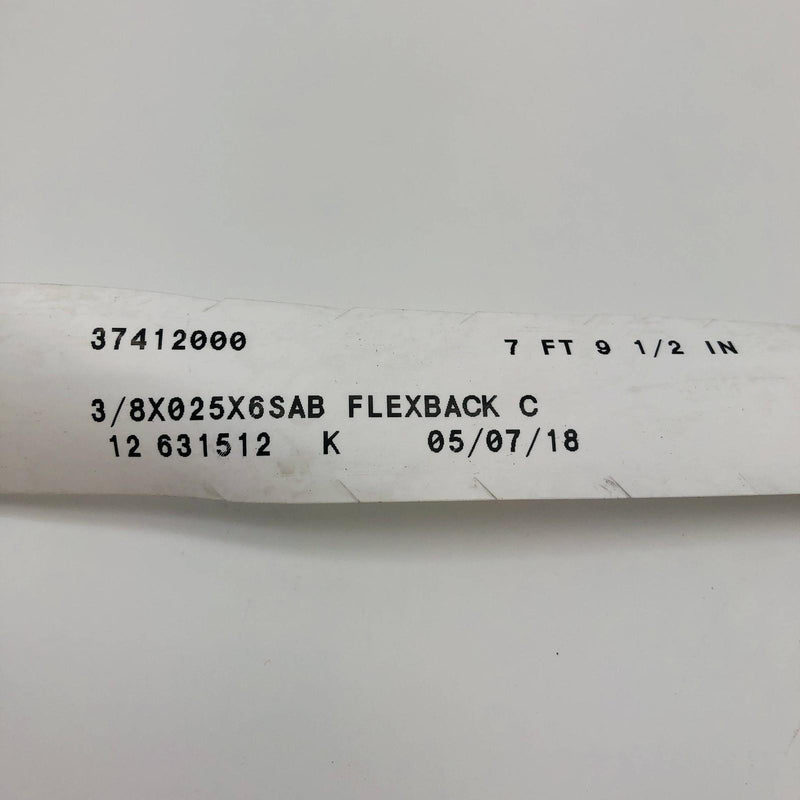 37412000 7 FT 9 1/2 IN
3/8X025X6SAB FLEXBACK C
12 631512 K 05/07/18